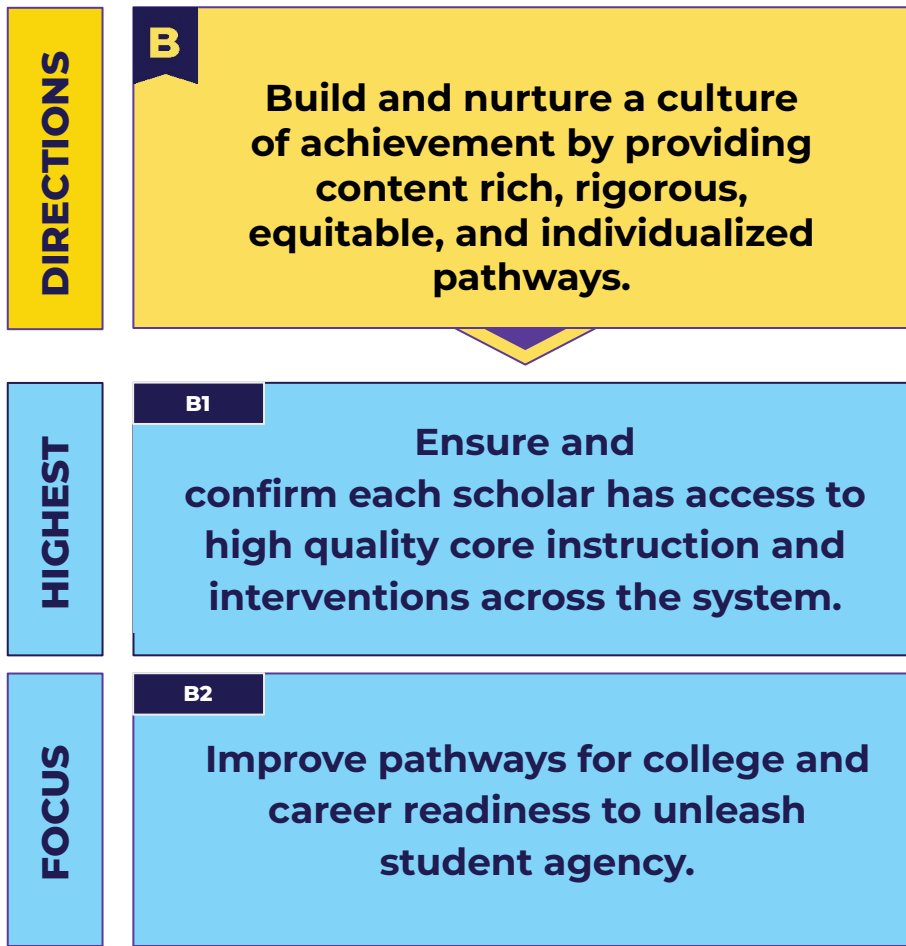 DIRECTIONS
B
Build and nurture a culture
of achievement by providing
content rich, rigorous,
equitable, and individualized
pathways.
HIGHEST
B1
Ensure and
confirm each scholar has access to
high quality core instruction and
interventions across the system.
FOCUS
B2
Improve pathways for college and
career readiness to unleash
student agency.